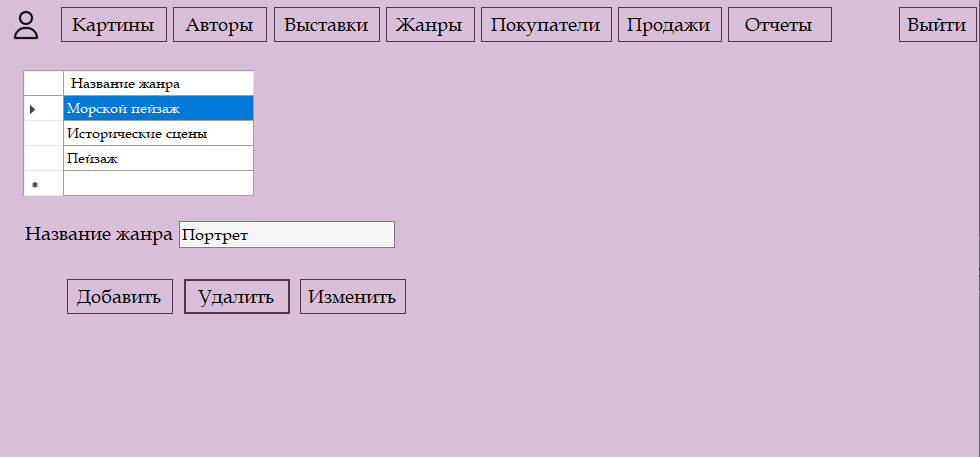 Картины Авторы Выставки Жанры Покупатели Продажи Отчеты Выйти
Название жанра
Морской пейзаж
Исторические сцены
Пейзаж
Название жанра Портрет
Добавить Удалить Изменить